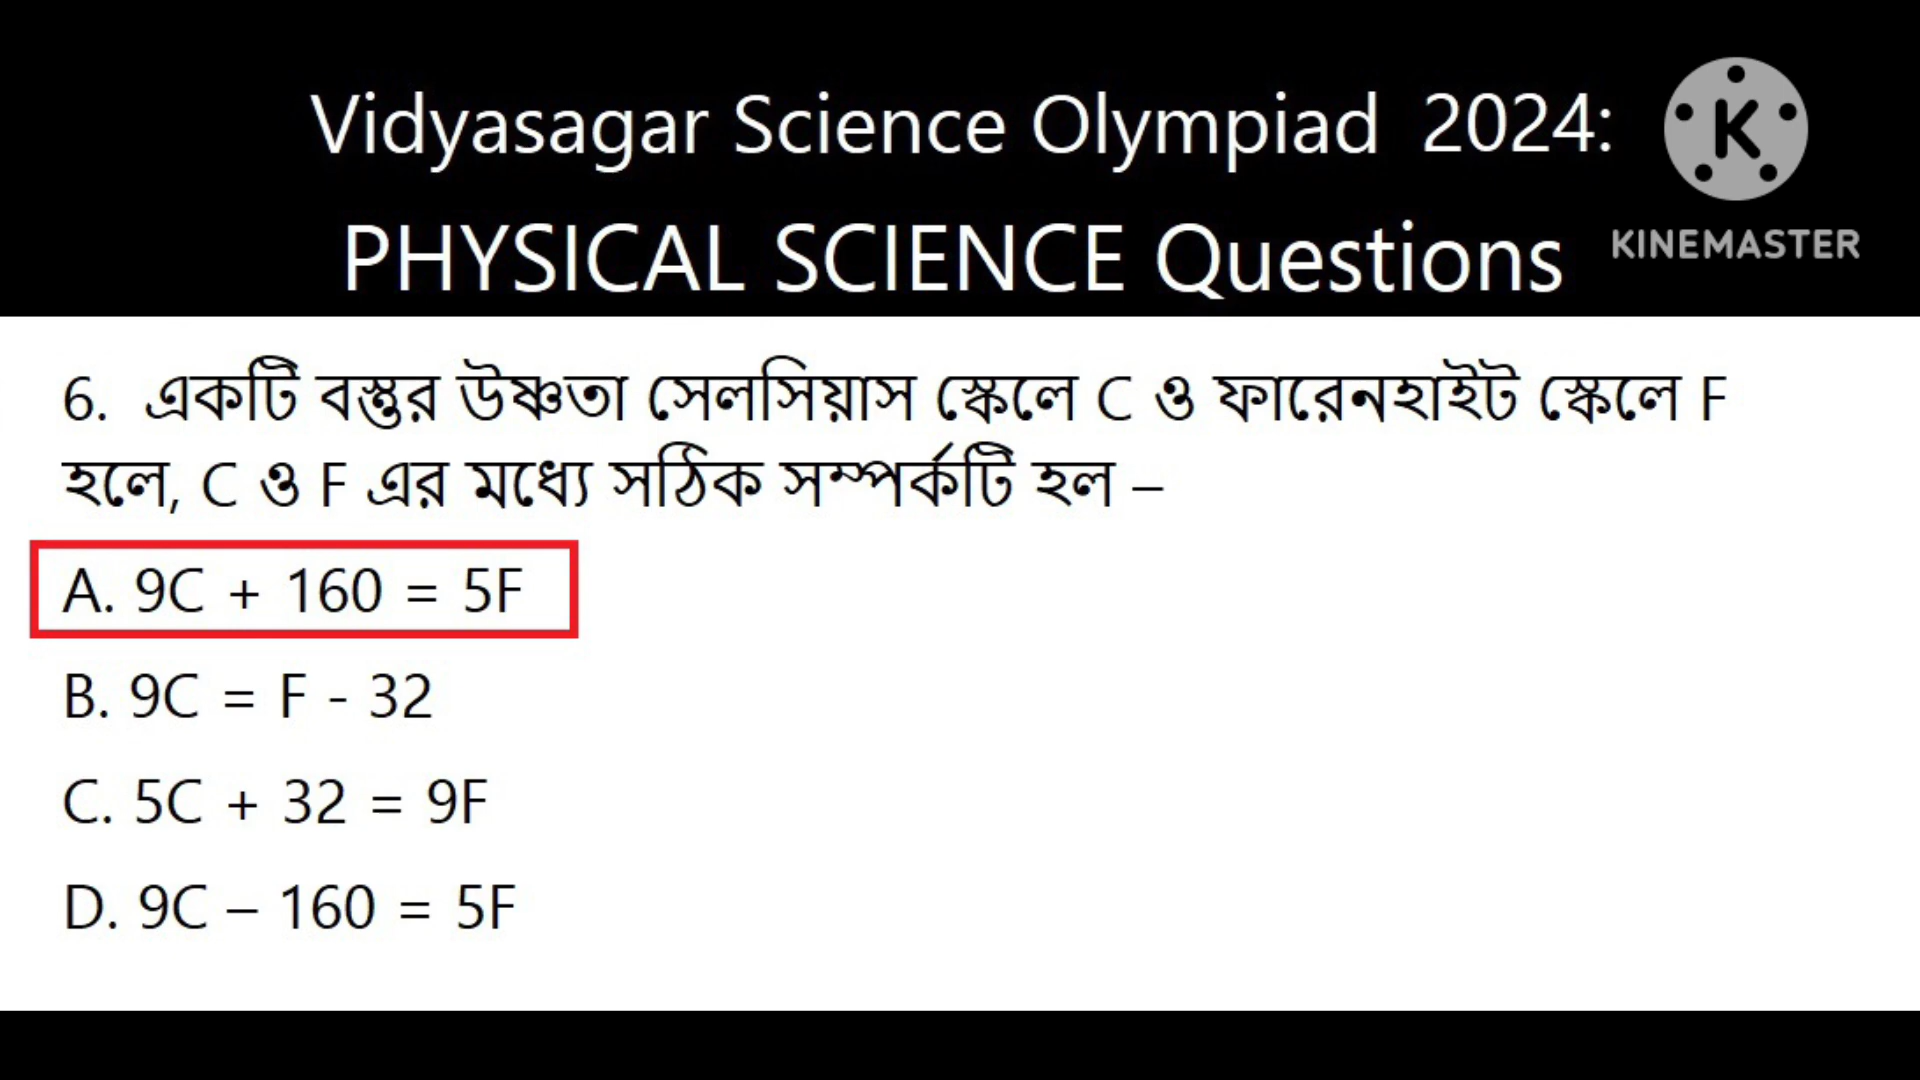 Vidyasagar Science Olympiad 2024:
PHYSICAL SCIENCE Questions
K
KINEMASTER
6. একটি বস্তুর উষ্ণতা সেলসিয়াস স্কেলে C ও ফারেনহাইট স্কেলে F
হলে, C ও F এর মধ্যে সঠিক সম্পর্কটি হল –
A. 9C + 160 = 5F
B. 9C = F - 32
C. 5C + 32 = 9F
D. 9C – 160 = 5F